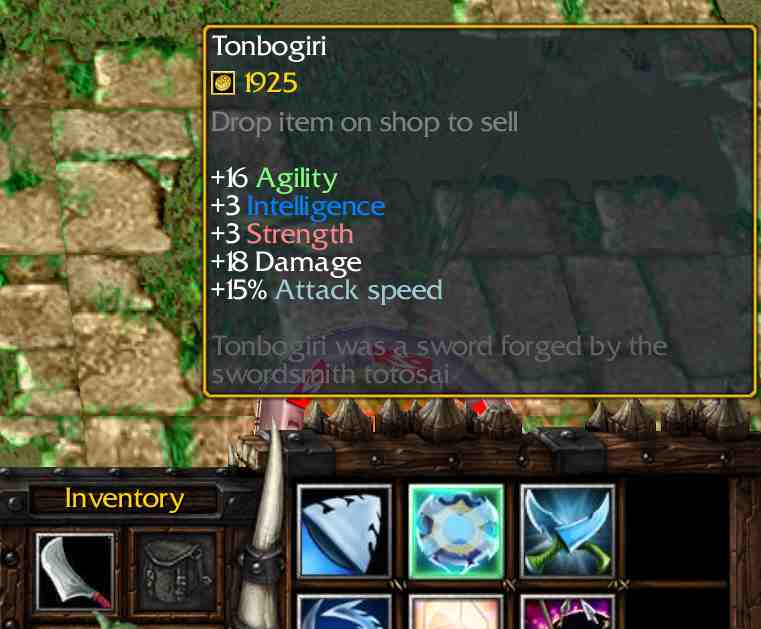 Tonbogiri
1925
Drop item on shop to sell
+16 Agility
+3 Intelligence
+3 Strength
+18 Damage
+15% Attack speed
Tonbogiri was a sword forged by the
swordsmith totosai
Inventory